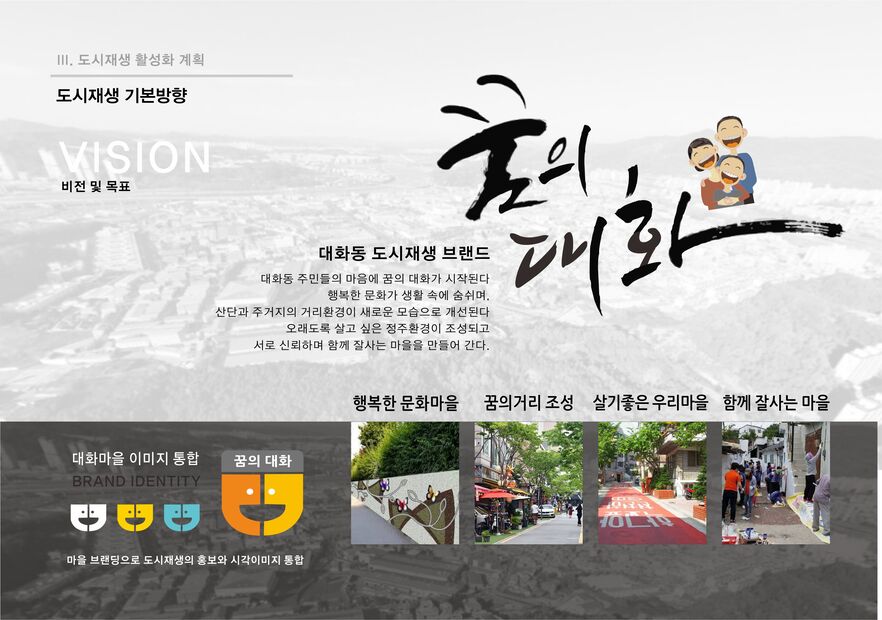 III. 도시재생 활성화 계획
도시재생 기본방향
VISION
비전 및 목표
꿈의
대화
대화동 도시재생 브랜드
대화동 주민들의 마음에 꿈의 대화가 시작된다
행복한 문화가 생활 속에 숨쉬며,
산단과 주거지의 거리환경이 새로운 모습으로 개선된다
오래도록 살고 싶은 정주환경이 조성되고
서로 신뢰하며 함께 잘사는 마을을 만들어 간다.
행복한 문화마을
꿈의거리 조성
살기좋은 우리마을
함께 잘사는 마을
대화마을 이미지 통합
BRAND IDENTITY
꿈의 대화
마을 브랜딩으로 도시재생의 홍보와 시각이미지 통합